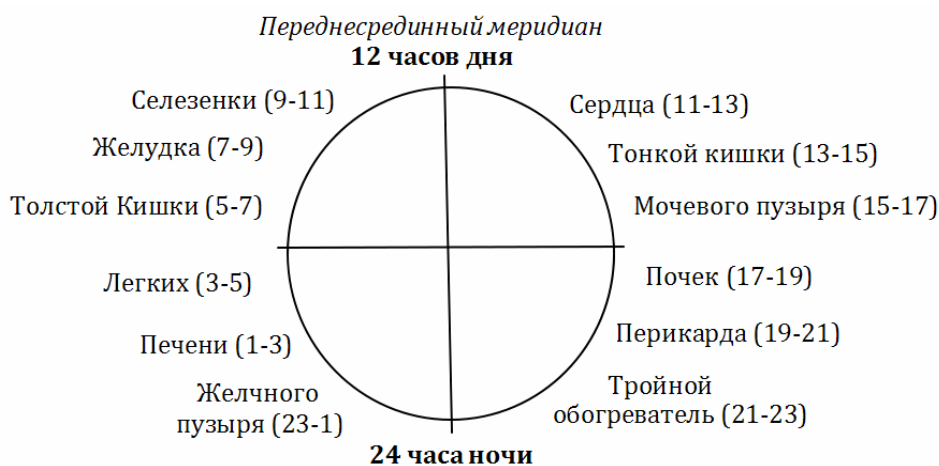 Переднесрединный меридиан
12 часов дня
Селезенки (9-11)
Сердца (11-13)
Желудка (7-9)
Тонкой кишки (13-15)
Толстой Кишки (5-7)
Мочевого пузыря (15-17)
Легких (3-5)
Почек (17-19)
Печени (1-3)
Перикарда (19-21)
Желчного
пузыря (23-1)
Тройной
обогреватель (21-23)
24 часа ночи